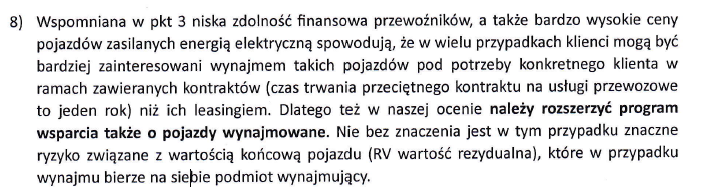 8) Wspomniana w pkt 3 niska zdolność finansowa przewoźników, a także bardzo wysokie ceny
pojazdów zasilanych energią elektryczną spowodują, że w wielu przypadkach klienci mogą być
bardziej zainteresowani wynajmem takich pojazdów pod potrzeby konkretnego klienta w
ramach zawieranych kontraktów (czas trwania przeciętnego kontraktu na usługi przewozowe
to jeden rok) niż ich leasingiem. Dlatego też w naszej ocenie należy rozszerzyć program
wsparcia także o pojazdy wynajmowane. Nie bez znaczenia jest w tym przypadku znaczne
ryzyko związane z wartością końcową pojazdu (RV wartość rezydualna), które w przypadku
wynajmu bierze na siebie podmiot wynajmujący.